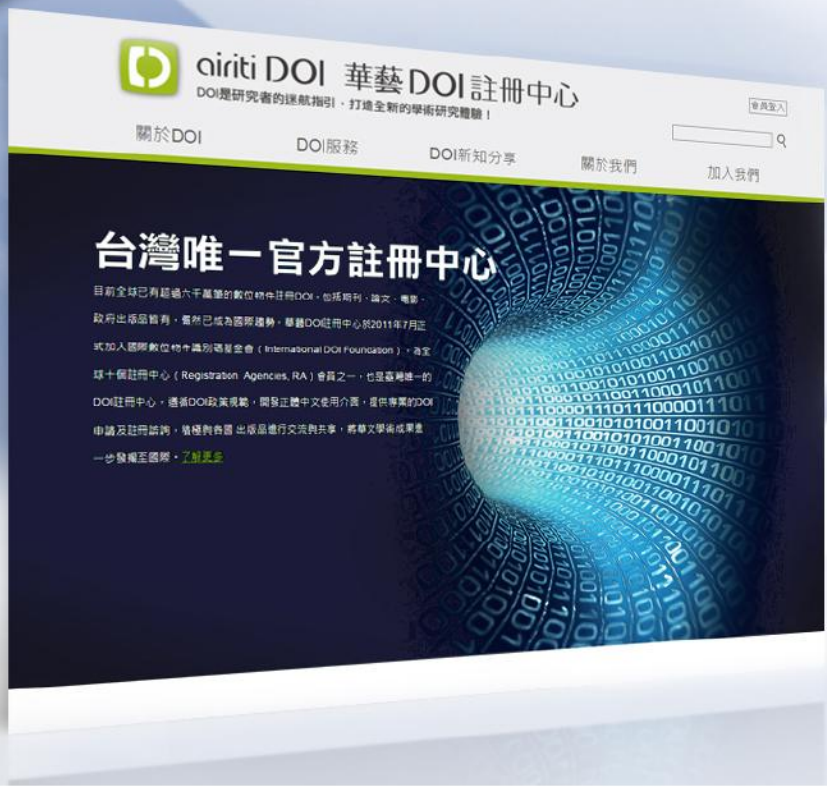 airiti DOI 華藝DOI註冊中心
DOI是研究者的迷航指引、打造全新的學術研究體驗！
會員登入
關於DOI
DOI服務
DOI新知分享
關於我們
加入我們
台灣唯一官方註冊中心
目前全球已有超過六千萬筆的數位物件註冊DOI，包括期刊、論文、電影、
政府出版品皆有，儼然已成為國際趨勢。華藝DOI註冊中心於2011年7月正
式加入國際數位物件識別碼基金會（International DOI Foundation），為全
球十個註冊中心（Registration Agencies, RA）會員之一，也是臺灣唯一的
DOI註冊中心。遵循DOI政策規範，開發正體中文使用介面，提供專業的DOI
申請及註冊諮詢，積極與各國 出版品進行交流與共享，將華文學術成果進
一步發揚至國際。了解更多